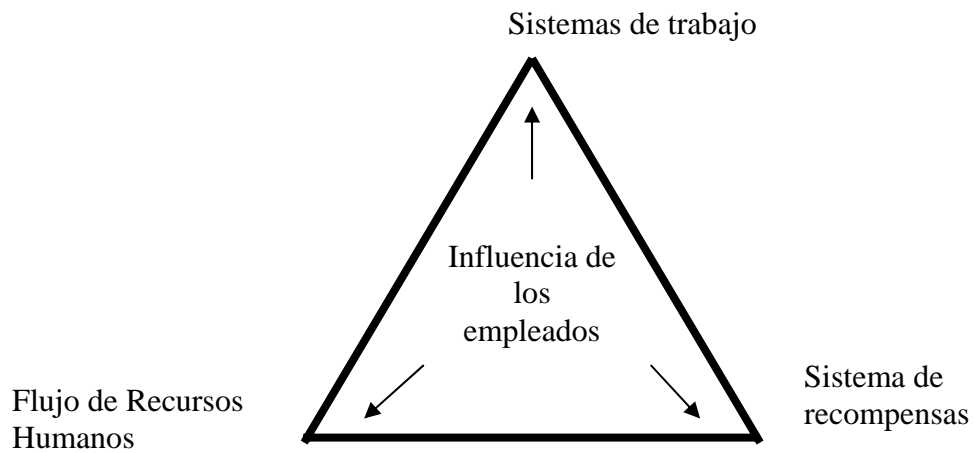 Sistemas de trabajo
Influencia de
los
empleados
Flujo de Recursos
Humanos
Sistema de
recompensas